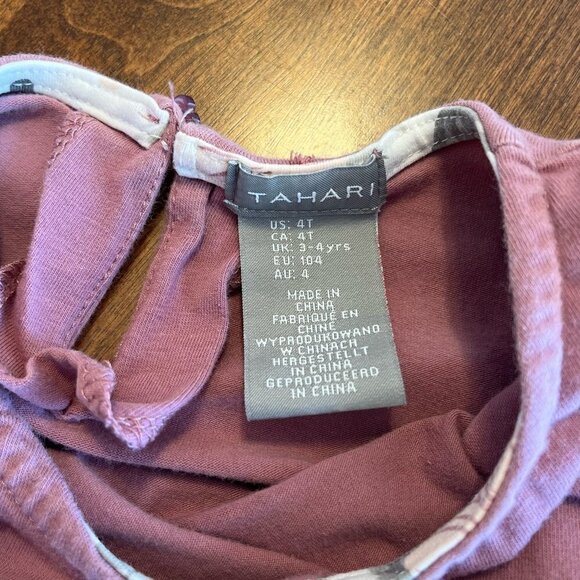 TAHARI
US: 4T
CA: 4T
UK: 3-4yrs
EU: 104
AU: 4
MADE IN
CHINA
FABRIQUÉ EN
CHINE
WYPRODUKOWANO
W CHINACH
HERGESTELLT
IN CHINA
GEPRODUCEERD
IN CHINA